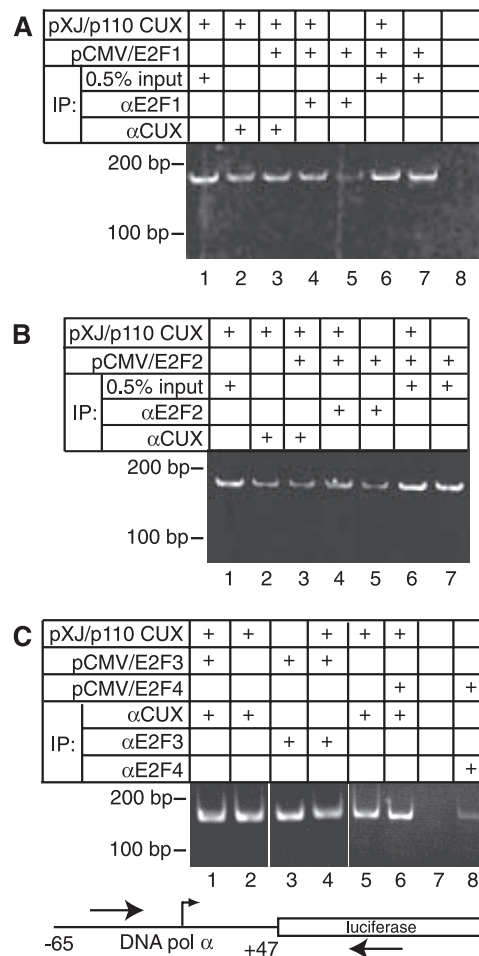 A
pXJ/p110 CUX + + + + +
pCMV/E2F1 + + + + +
IP: 0.5% input + + +
αE2F1 + +
αCUX + +
200 bp
100 bp
1 2 3 4 5 6 7 8
B
pXJ/p110 CUX + + + + +
pCMV/E2F2 + + + + +
IP: 0.5% input + + +
αE2F2 + +
αCUX + +
200 bp
100 bp
1 2 3 4 5 6 7
C
pXJ/p110 CUX + + + + +
pCMV/E2F3 + + +
pCMV/E2F4 + +
IP: αCUX + + + +
αE2F3 + +
αE2F4 +
200 bp
100 bp
1 2 3 4 5 6 7 8
-65 DNA pol α +47 luciferase